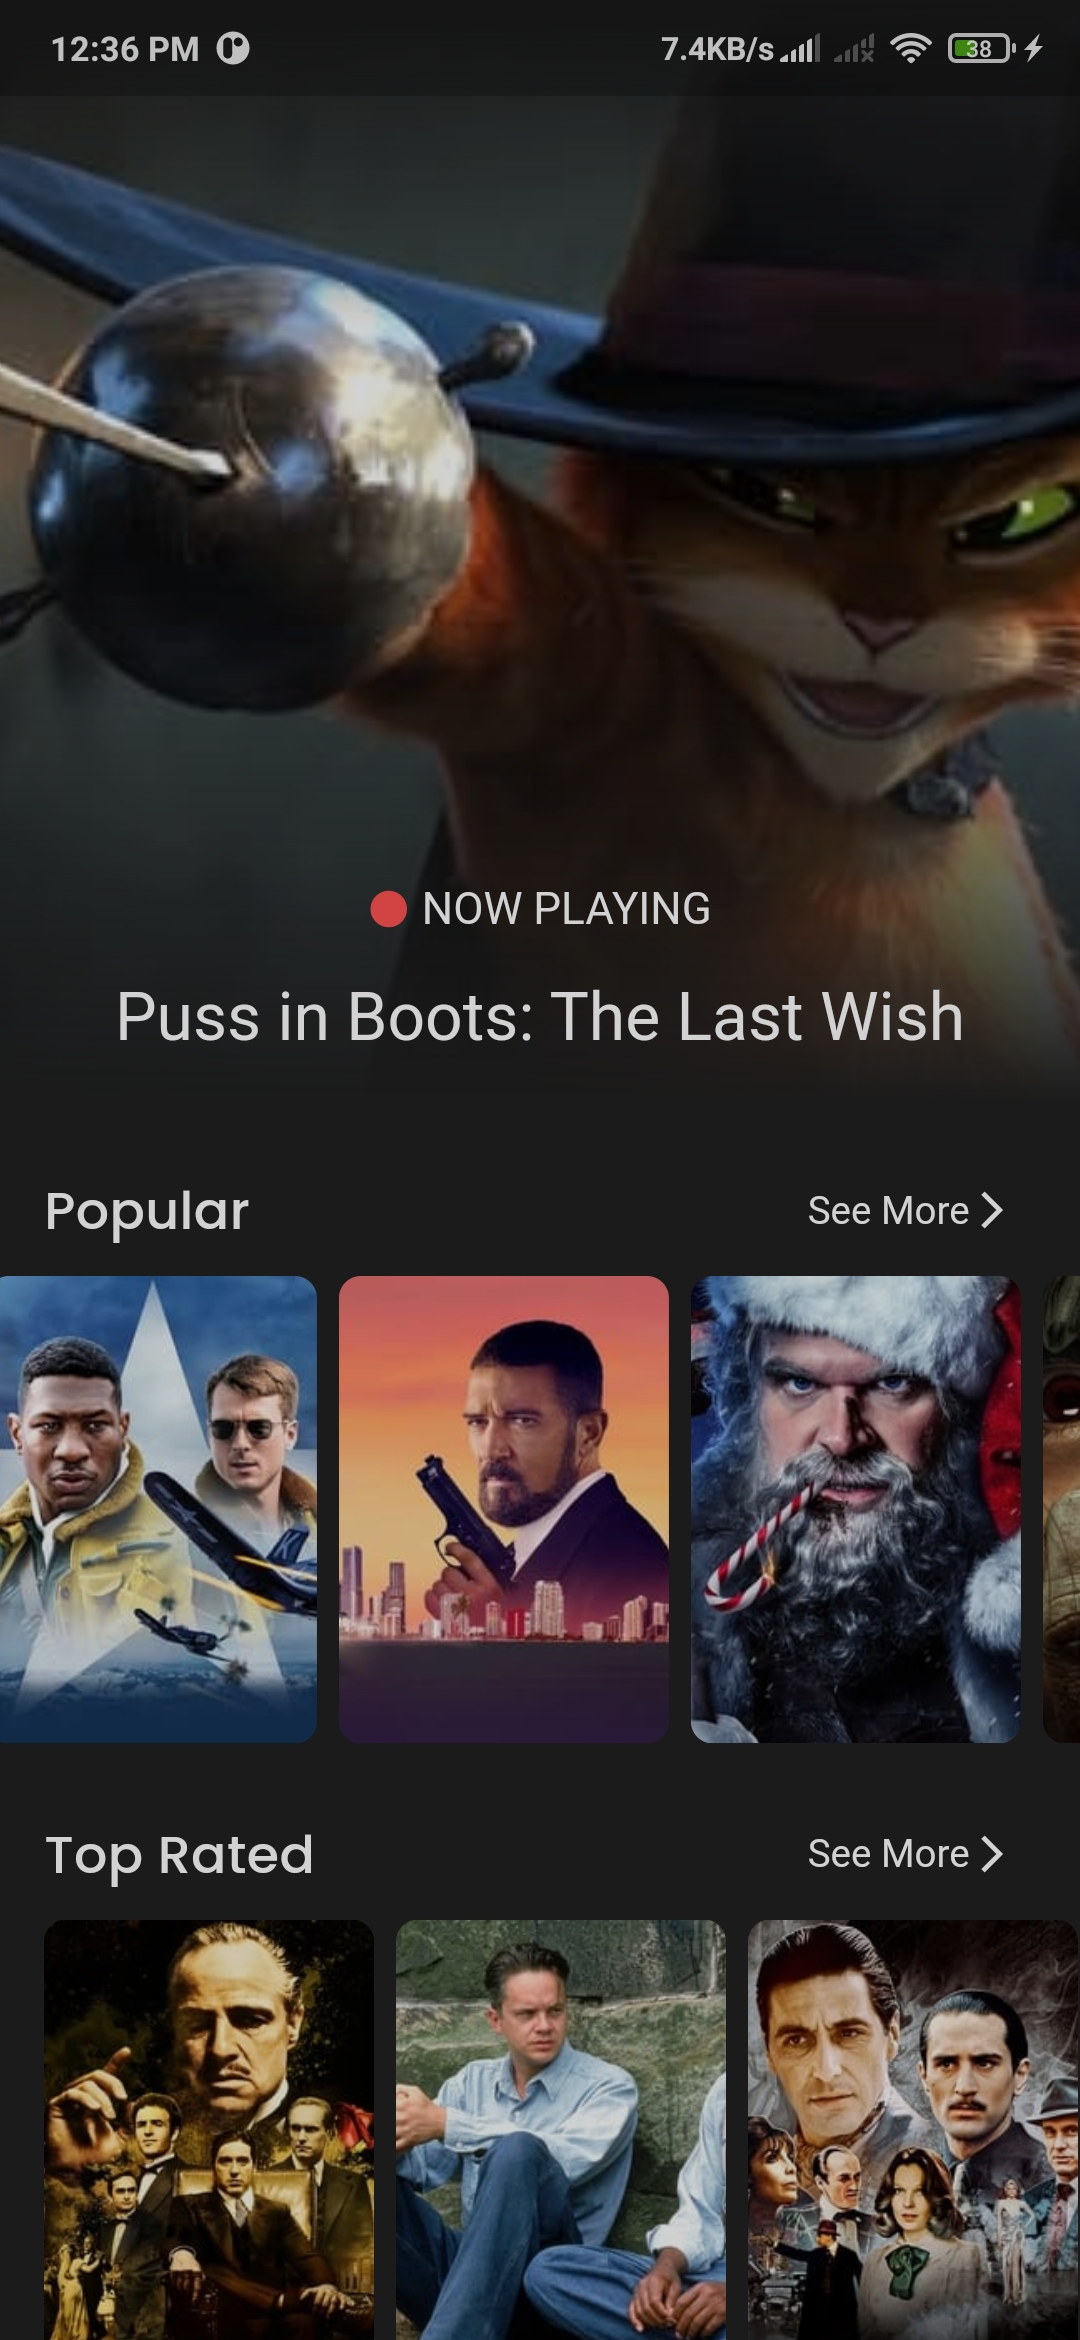 12:36 PM 7.4KB/s 38
NOW PLAYING
Puss in Boots: The Last Wish
Popular See More
Top Rated See More